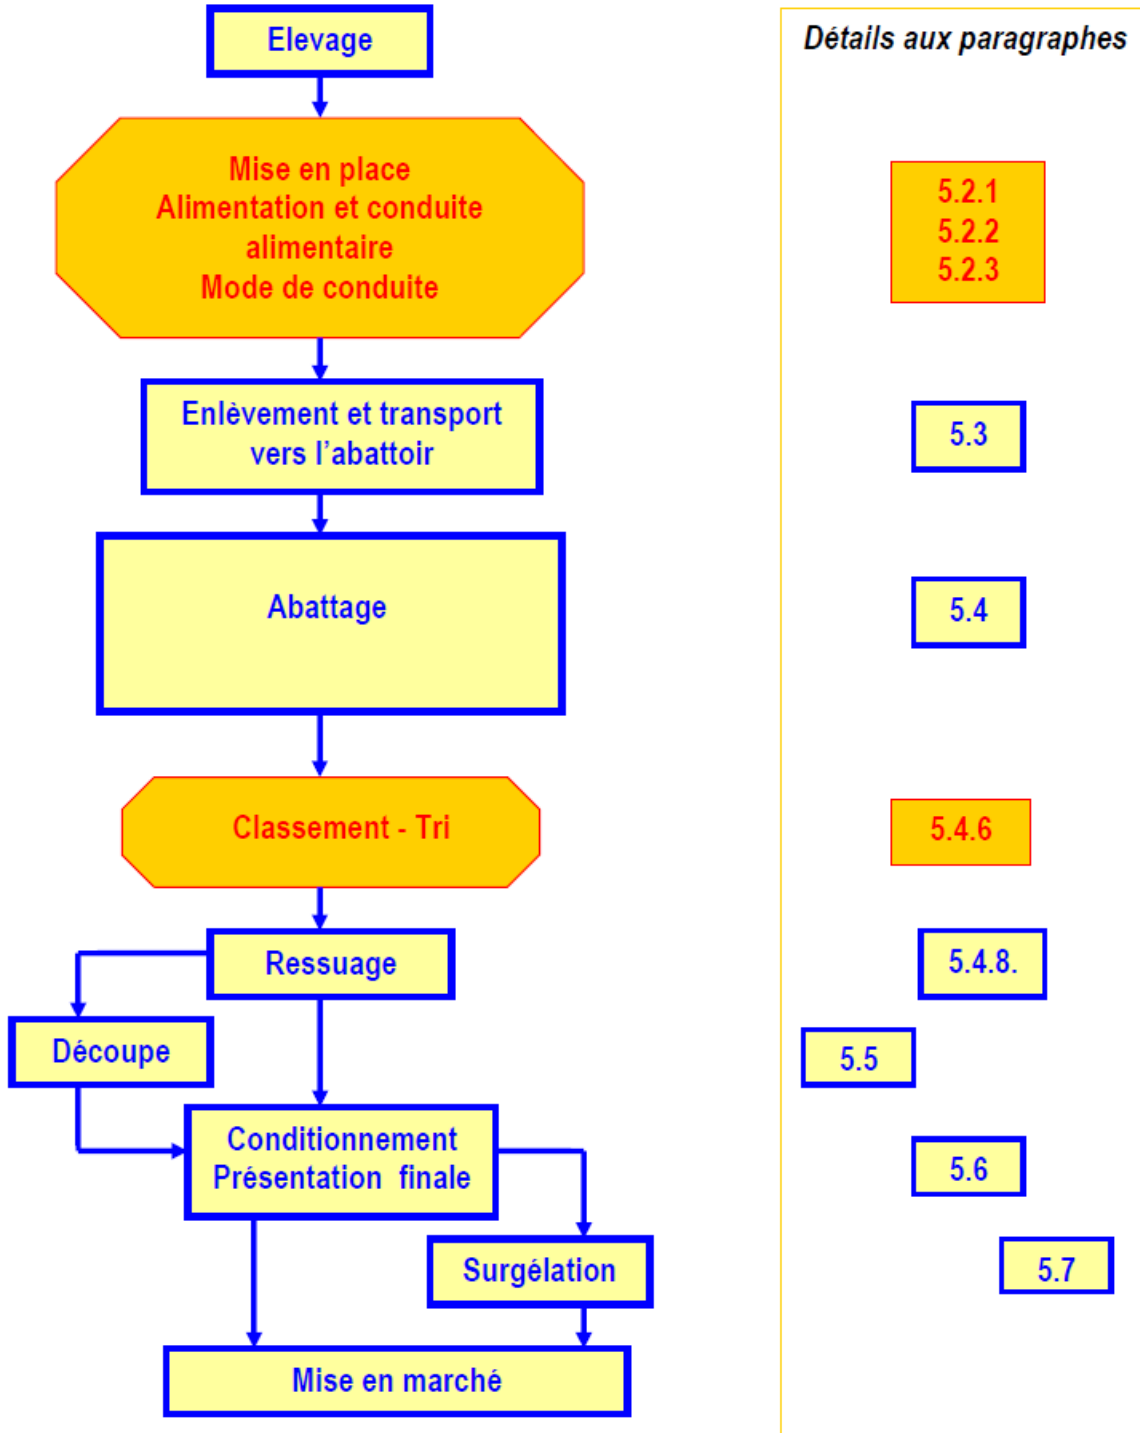 Elevage
Détails aux paragraphes
Mise en place
Alimentation et conduite
alimentaire
Mode de conduite
5.2.1
5.2.2
5.2.3
Enlèvement et transport
vers l'abattoir
5.3
Abattage
5.4
Classement - Tri
5.4.6
Ressuage
5.4.8.
Découpe
5.5
Conditionnement
Présentation finale
5.6
Surgélation
5.7
Mise en marché